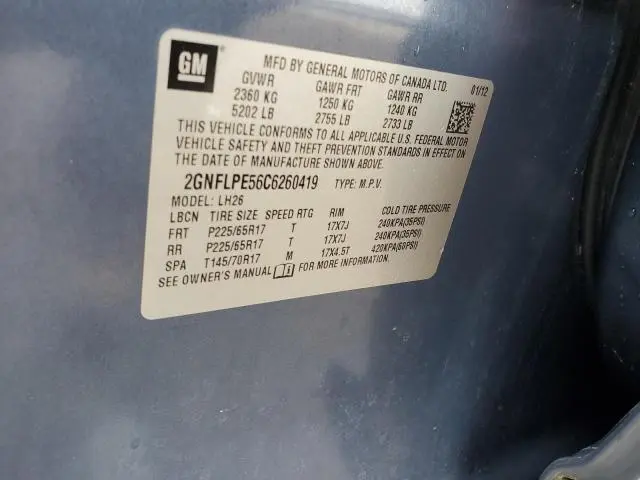 GM
MFD BY GENERAL MOTORS OF CANADA LTD. 01/12
GVWR GAWR FRT GAWR RR
2360 KG 1250 KG 1240 KG
5202 LB 2755 LB 2733 LB
THIS VEHICLE CONFORMS TO ALL APPLICABLE U.S. FEDERAL MOTOR
VEHICLE SAFETY AND THEFT PREVENTION STANDARDS IN EFFECT ON
THE DATE OF MANUFACTURE SHOWN ABOVE.
2GNFLPE56C6260419 TYPE: M.P.V.
MODEL: LH26
LBCN TIRE SIZE SPEED RTG RIM COLD TIRE PRESSURE
FRT P225/65R17 T 17X7J 240KPA(35PSI)
RR P225/65R17 T 17X7J 240KPA(35PSI)
SPA T145/70R17 M 17X4.5T 420KPA(60PSI)
SEE OWNER'S MANUAL FOR MORE INFORMATION.